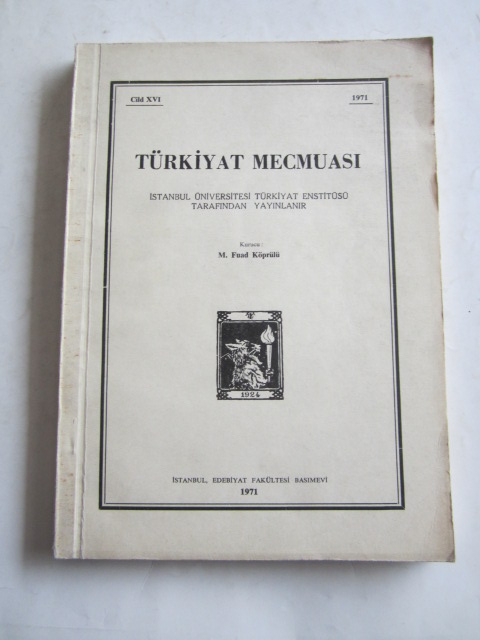 Cild XVI
1971
TÜRKİYAT MECMUASI
İSTANBUL ÜNİVERSİTESİ TÜRKİYAT ENSTİTÜSÜ
TARAFINDAN YAYINLANIR
Kurucu:
M. Fuad Köprülü
1924
İSTANBUL, EDEBİYAT FAKÜLTESİ BASIMEVİ
1971